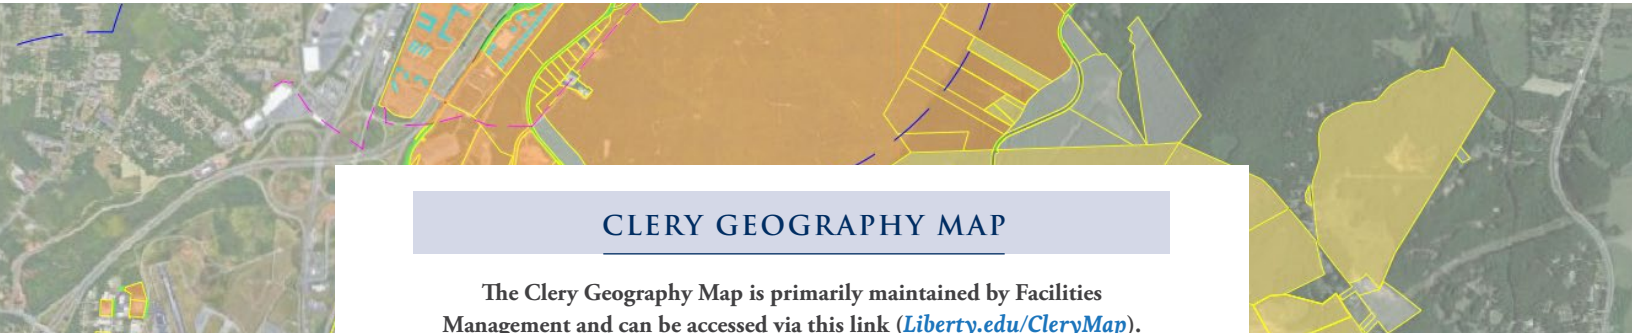 CLERY GEOGRAPHY MAP
The Clery Geography Map is primarily maintained by Facilities
Management and can be accessed via this link (Liberty.edu/CleryMap).